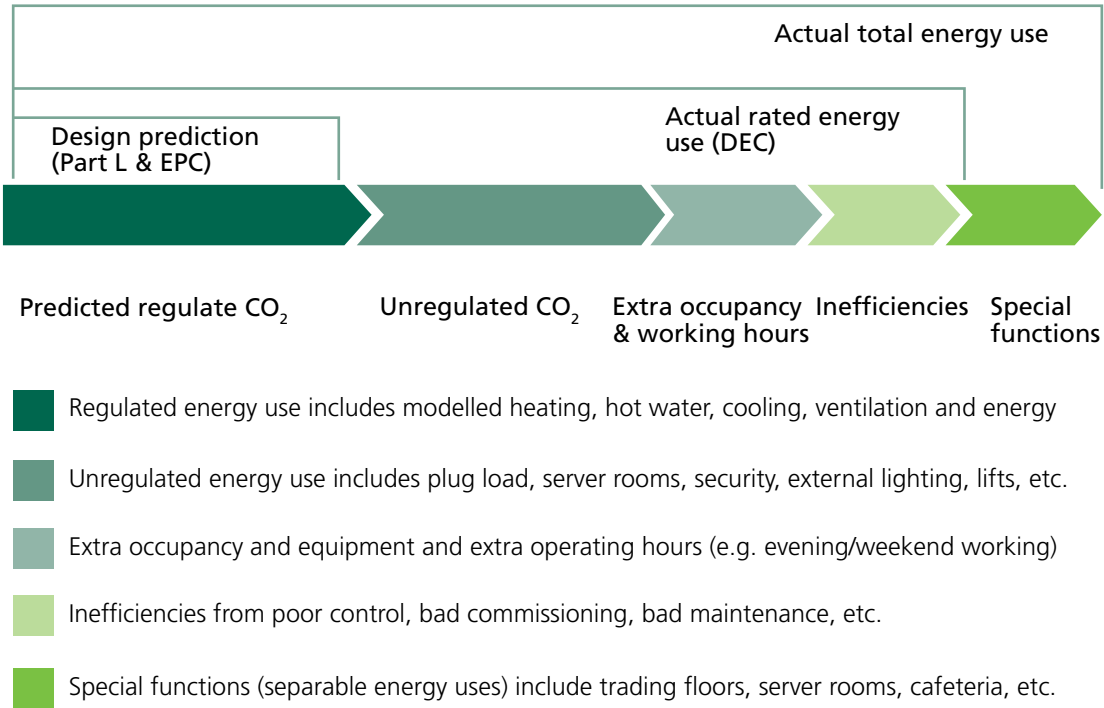 Actual total energy use
Actual rated energy
use (DEC)
Design prediction
(Part L & EPC)
Predicted regulate CO₂
Unregulated CO₂
Extra occupancy
& working hours
Inefficiencies
Special
functions
Regulated energy use includes modelled heating, hot water, cooling, ventilation and energy
Unregulated energy use includes plug load, server rooms, security, external lighting, lifts, etc.
Extra occupancy and equipment and extra operating hours (e.g. evening/weekend working)
Inefficiencies from poor control, bad commissioning, bad maintenance, etc.
Special functions (separable energy uses) include trading floors, server rooms, cafeteria, etc.